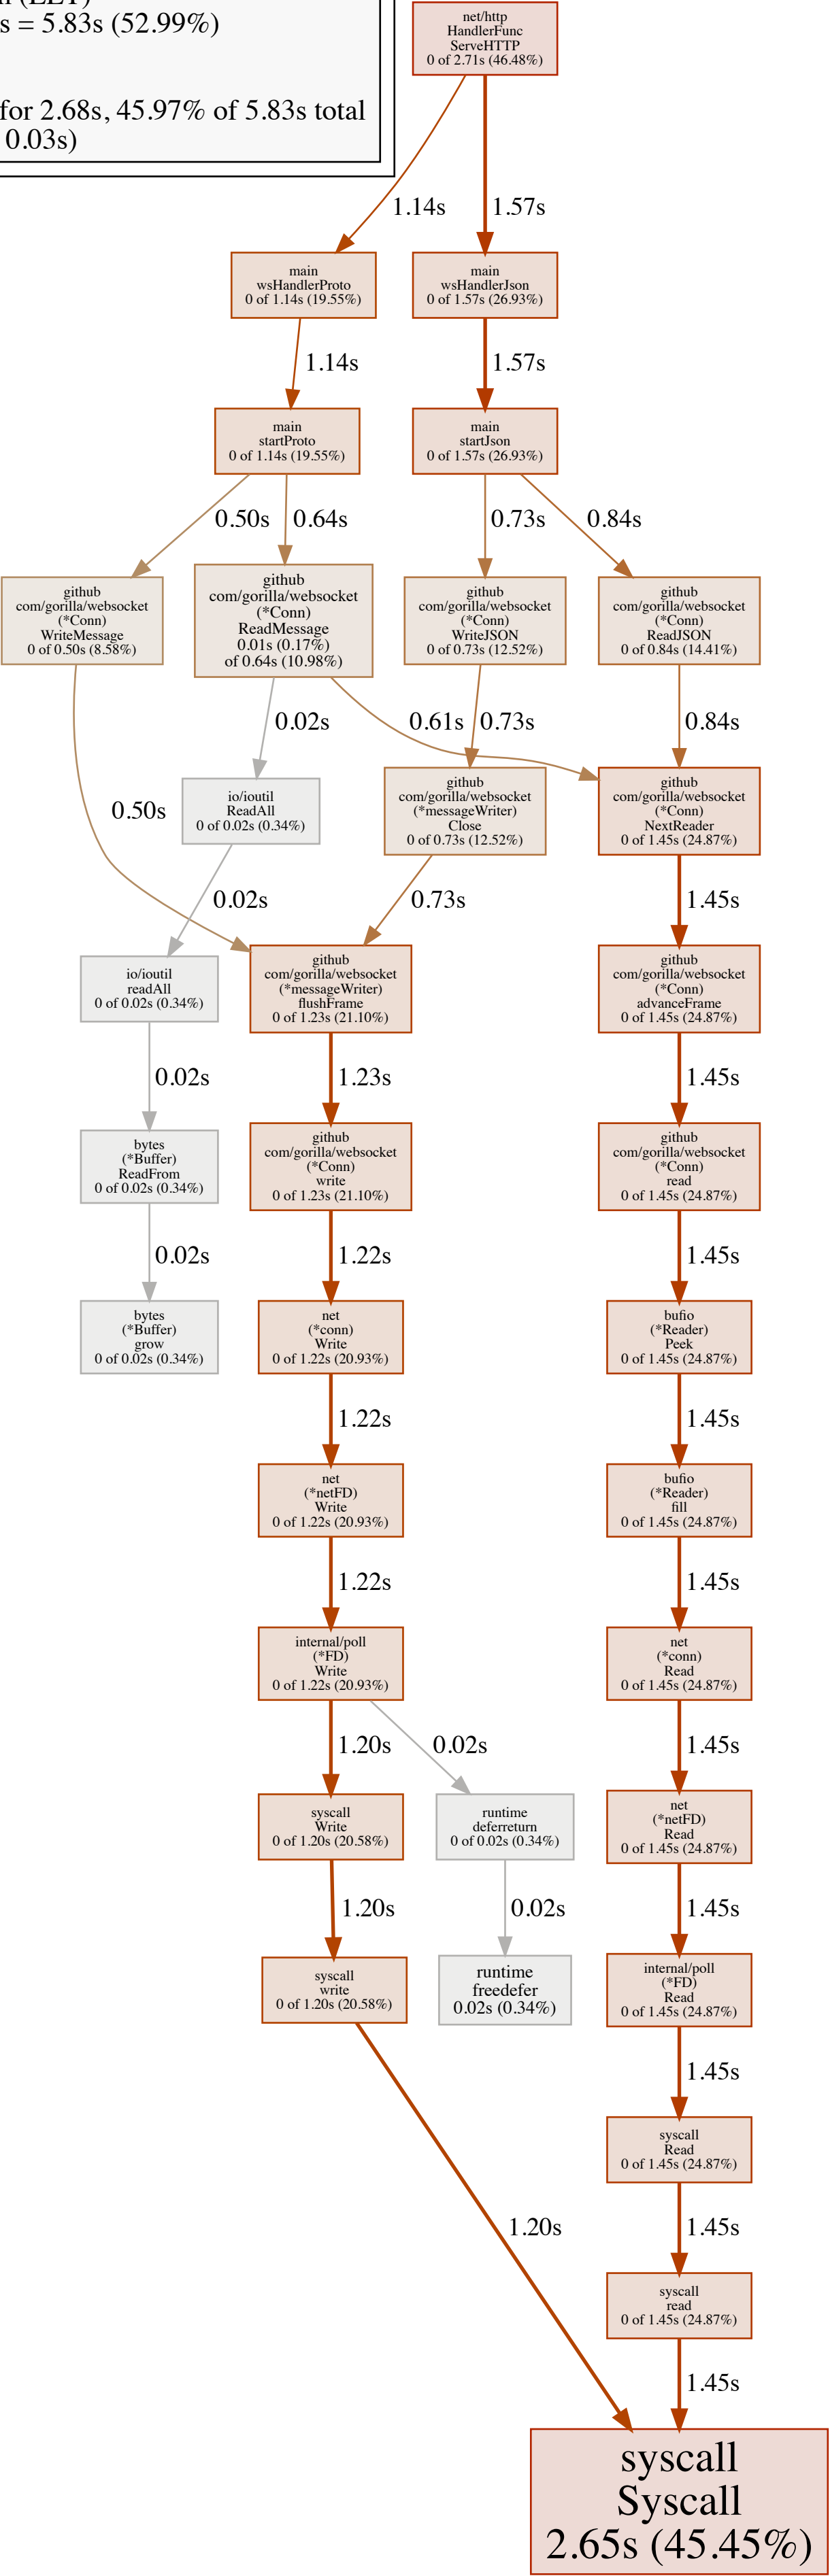 s = 5.83s (52.99%)
for 2.68s, 45.97% of 5.83s total
0.03s)
net/http
HandlerFunc
ServeHTTP
0 of 2.71s (46.48%)
1.14s
1.57s
main
wsHandlerProto
0 of 1.14s (19.55%)
main
wsHandlerJson
0 of 1.57s (26.93%)
1.14s
1.57s
main
startProto
0 of 1.14s (19.55%)
main
startJson
0 of 1.57s (26.93%)
0.50s
0.64s
0.73s
0.84s
github
com/gorilla/websocket
(*Conn)
WriteMessage
0 of 0.50s (8.58%)
github
com/gorilla/websocket
(*Conn)
ReadMessage
0.01s (0.17%)
of 0.64s (10.98%)
github
com/gorilla/websocket
(*Conn)
WriteJSON
0 of 0.73s (12.52%)
github
com/gorilla/websocket
(*Conn)
ReadJSON
0 of 0.84s (14.41%)
0.02s
0.61s
0.73s
0.84s
0.50s
io/ioutil
ReadAll
0 of 0.02s (0.34%)
github
com/gorilla/websocket
(*messageWriter)
Close
0 of 0.73s (12.52%)
github
com/gorilla/websocket
(*Conn)
NextReader
0 of 1.45s (24.87%)
0.02s
0.73s
1.45s
io/ioutil
readAll
0 of 0.02s (0.34%)
github
com/gorilla/websocket
(*messageWriter)
flushFrame
0 of 1.23s (21.10%)
github
com/gorilla/websocket
(*Conn)
advanceFrame
0 of 1.45s (24.87%)
0.02s
1.23s
1.45s
bytes
(*Buffer)
ReadFrom
0 of 0.02s (0.34%)
github
com/gorilla/websocket
(*Conn)
write
0 of 1.23s (21.10%)
github
com/gorilla/websocket
(*Conn)
read
0 of 1.45s (24.87%)
0.02s
1.22s
1.45s
bytes
(*Buffer)
grow
0 of 0.02s (0.34%)
net
(*conn)
Write
0 of 1.22s (20.93%)
bufio
(*Reader)
Peek
0 of 1.45s (24.87%)
1.22s
1.45s
net
(*netFD)
Write
0 of 1.22s (20.93%)
bufio
(*Reader)
fill
0 of 1.45s (24.87%)
1.22s
1.45s
internal/poll
(*FD)
Write
0 of 1.22s (20.93%)
net
(*conn)
Read
0 of 1.45s (24.87%)
1.20s
0.02s
1.45s
syscall
Write
0 of 1.20s (20.58%)
runtime
deferreturn
0 of 0.02s (0.34%)
net
(*netFD)
Read
0 of 1.45s (24.87%)
1.20s
0.02s
1.45s
syscall
write
0 of 1.20s (20.58%)
runtime
freedefer
0.02s (0.34%)
internal/poll
(*FD)
Read
0 of 1.45s (24.87%)
1.45s
syscall
Read
0 of 1.45s (24.87%)
1.20s
1.45s
syscall
read
0 of 1.45s (24.87%)
1.45s
syscall
Syscall
2.65s (45.45%)